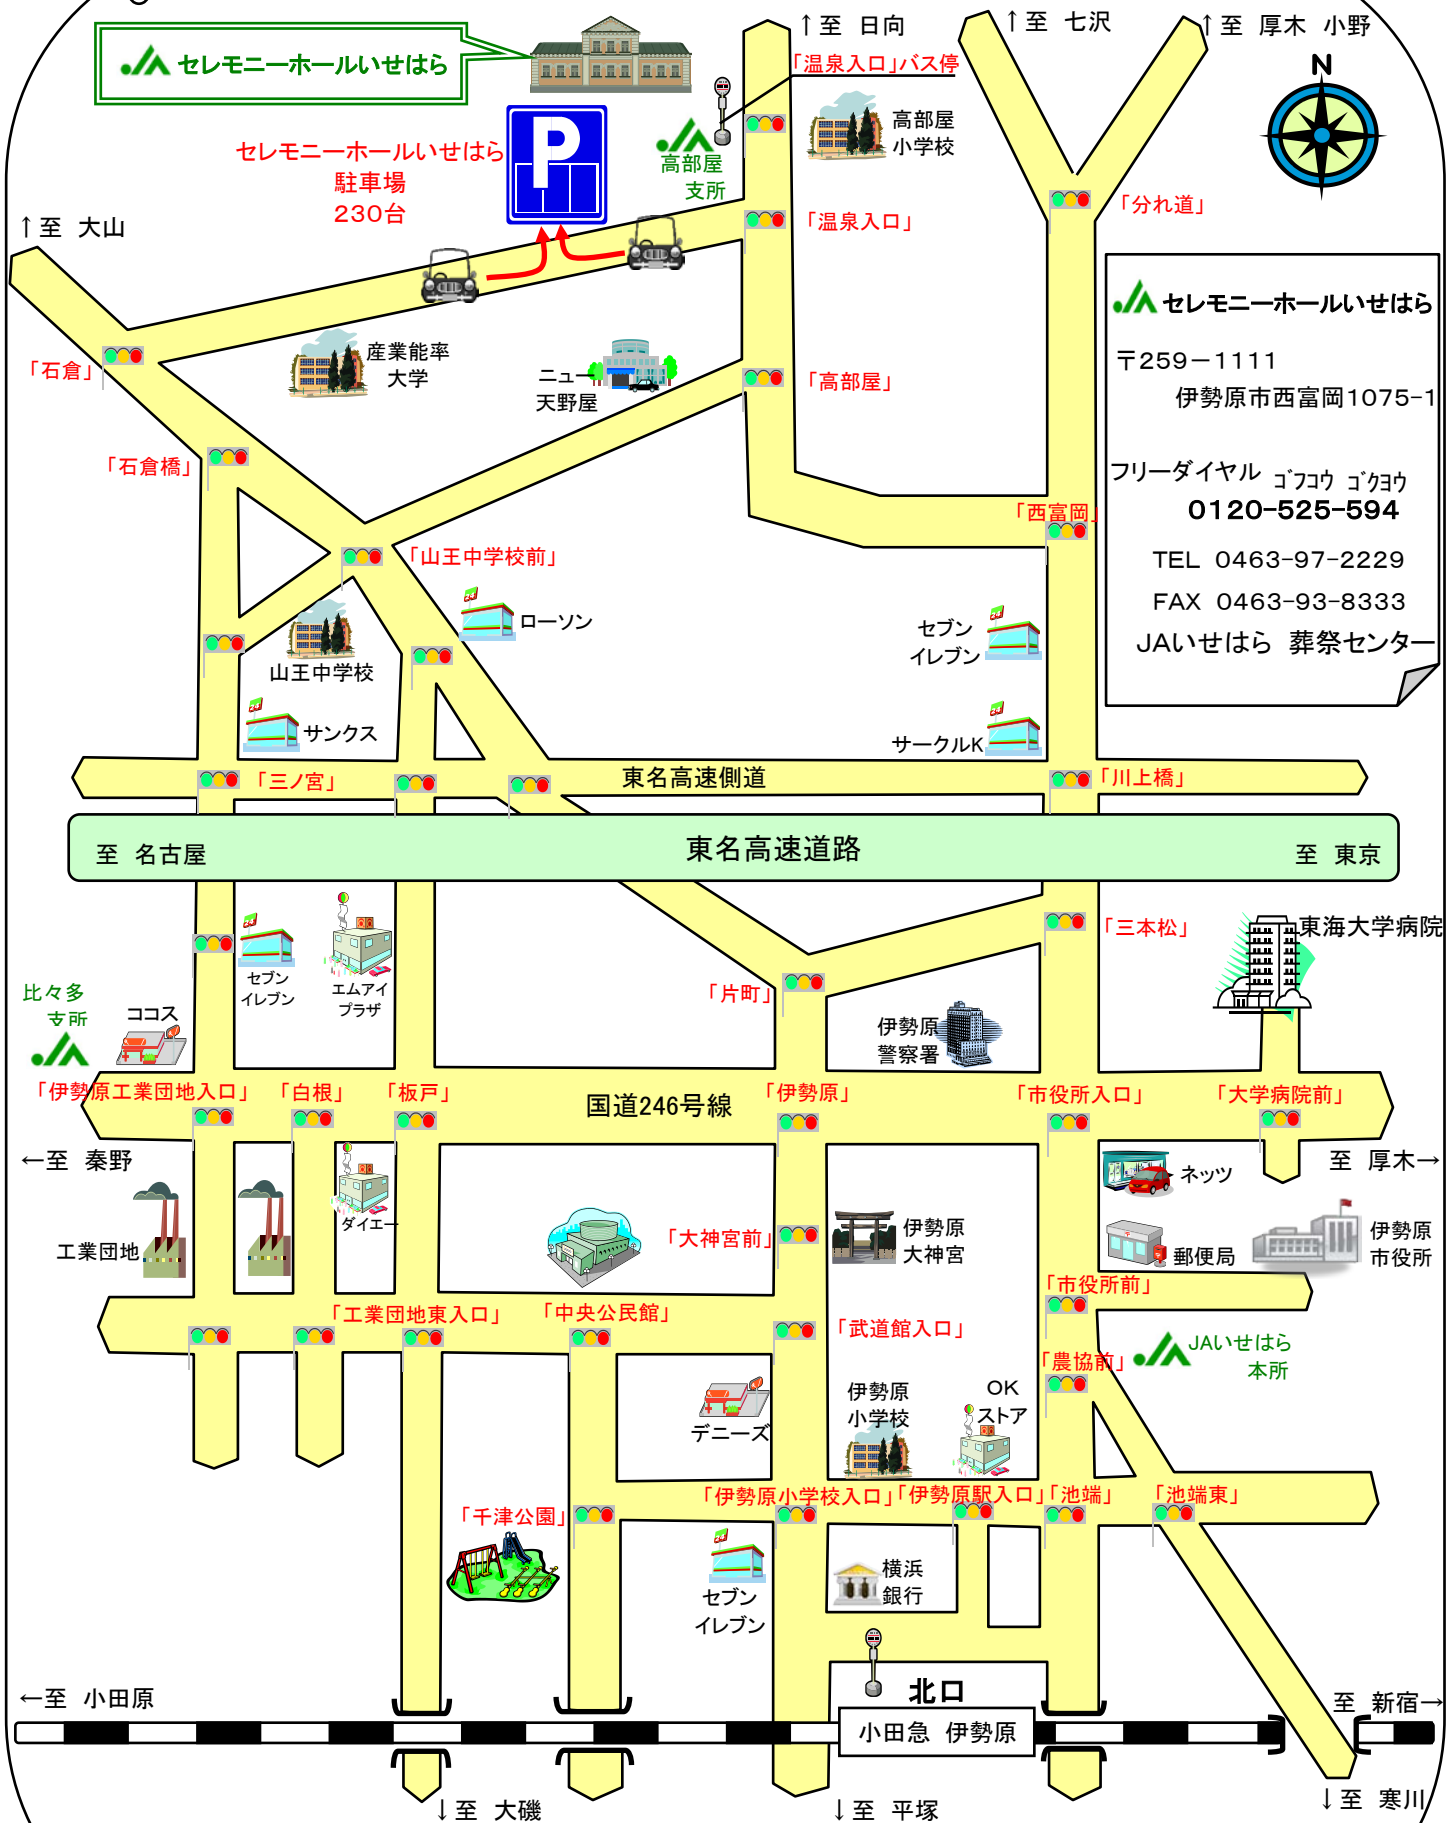 ↑至 日向
↑至 七沢
↑至 厚木 小野
セレモニーホールいせはら
「温泉入口」バス停
N
高部屋
小学校
P
セレモニーホールいせはら
駐車場
230台
高部屋
支所
「分れ道」
「温泉入口」
↑至 大山
セレモニーホールいせはら
〒259−1111
伊勢原市西富岡1075-1
フリーダイヤル ゴフコウ ゴクヨウ
0120-525-594
TEL 0463-97-2229
FAX 0463-93-8333
JAいせはら 葬祭センター
「石倉」
産業能率
大学
ニュー
天野屋
「高部屋」
「石倉橋」
「西富岡」
「山王中学校前」
ローソン
セブン
イレブン
山王中学校
サンクス
サークルK
「三ノ宮」
東名高速側道
「川上橋」
至 名古屋
東名高速道路
至 東京
「三本松」
東海大学病院
セブン
イレブン
エムアイ
プラザ
「片町」
比々多
支所
ココス
伊勢原
警察署
「伊勢原工業団地入口」
「白根」
「板戸」
国道246号線
「伊勢原」
「市役所入口」
「大学病院前」
←至 秦野
至 厚木→
ネッツ
工業団地
ダイエー
「大神宮前」
伊勢原
大神宮
郵便局
伊勢原
市役所
「市役所前」
「工業団地東入口」
「中央公民館」
「武道館入口」
JAいせはら
本所
「農協前」
伊勢原
小学校
OK
ストア
デニーズ
「千津公園」
「伊勢原小学校入口」
「伊勢原駅入口」
「池端」
「池端東」
セブン
イレブン
横浜
銀行
北口
←至 小田原
至 新宿→
小田急 伊勢原
↓至 大磯
↓至 平塚
↓至 寒川